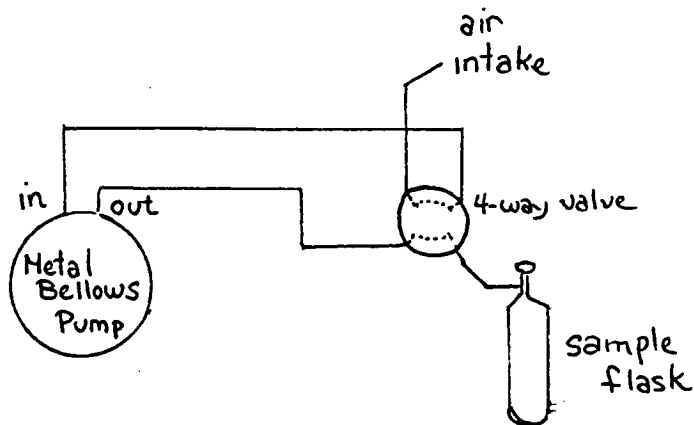 air
intake
in
out
4-way valve
Metal
Bellows
Pump
sample
flask